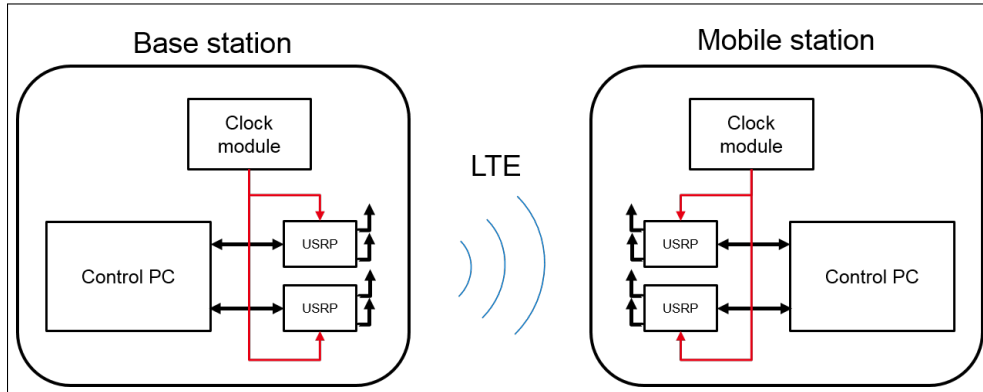 Base station
Clock
module
Control PC
USRP
USRP
LTE
Mobile station
Clock
module
USRP
USRP
Control PC